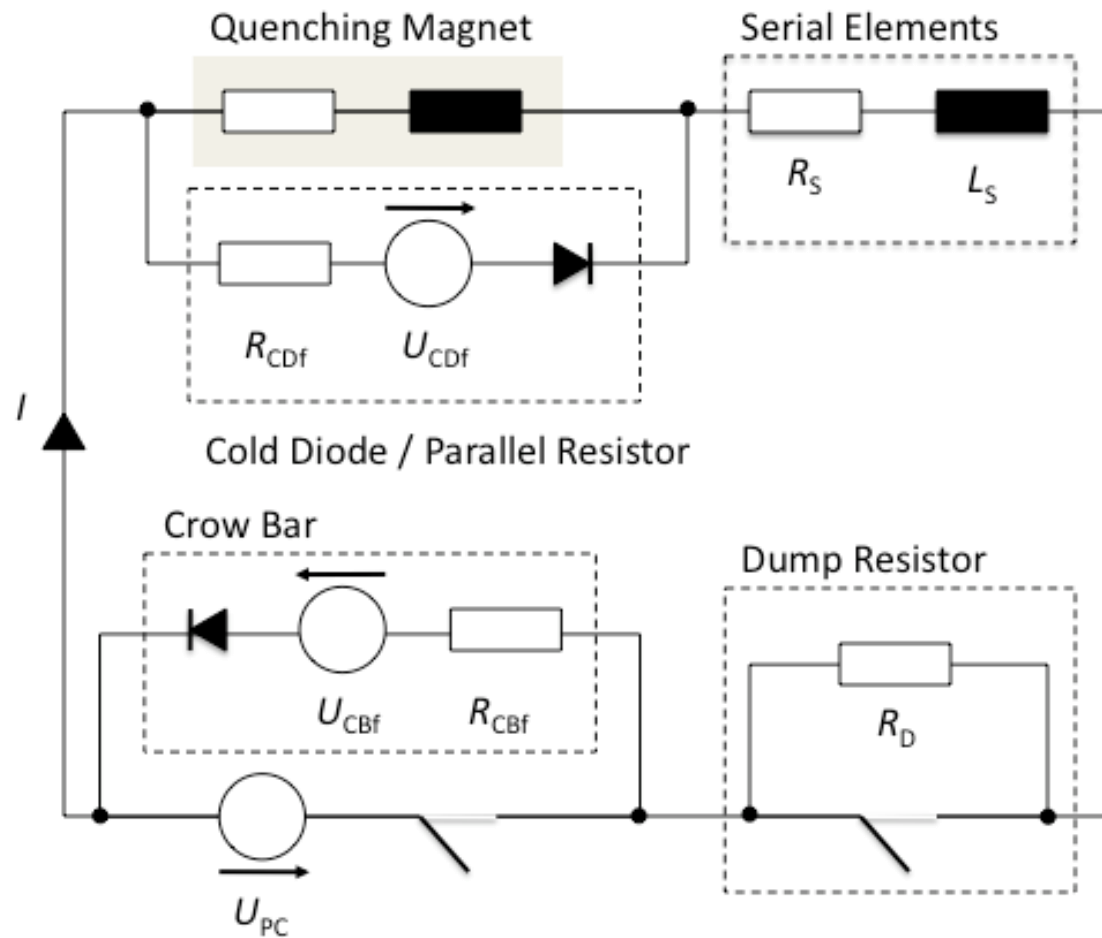 Quenching Magnet
Serial Elements
R_S
L_S
R_CDf
U_CDf
I
Cold Diode / Parallel Resistor
Crow Bar
Dump Resistor
U_CBf
R_CBf
R_D
U_PC